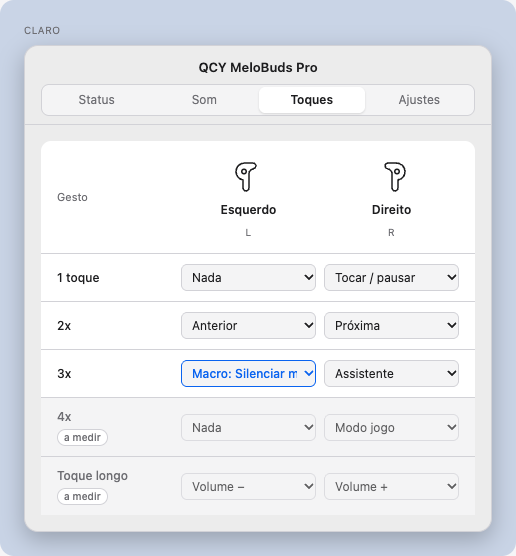 CLARO
QCY MeloBuds Pro
Status Som Toques Ajustes
Gesto
Esquerdo Direito
L R
1 toque Nada Tocar / pausar
2x Anterior Próxima
3x Macro: Silenciar m Assistente
4x
a medir
Nada Modo jogo
Toque longo
a medir
Volume – Volume +